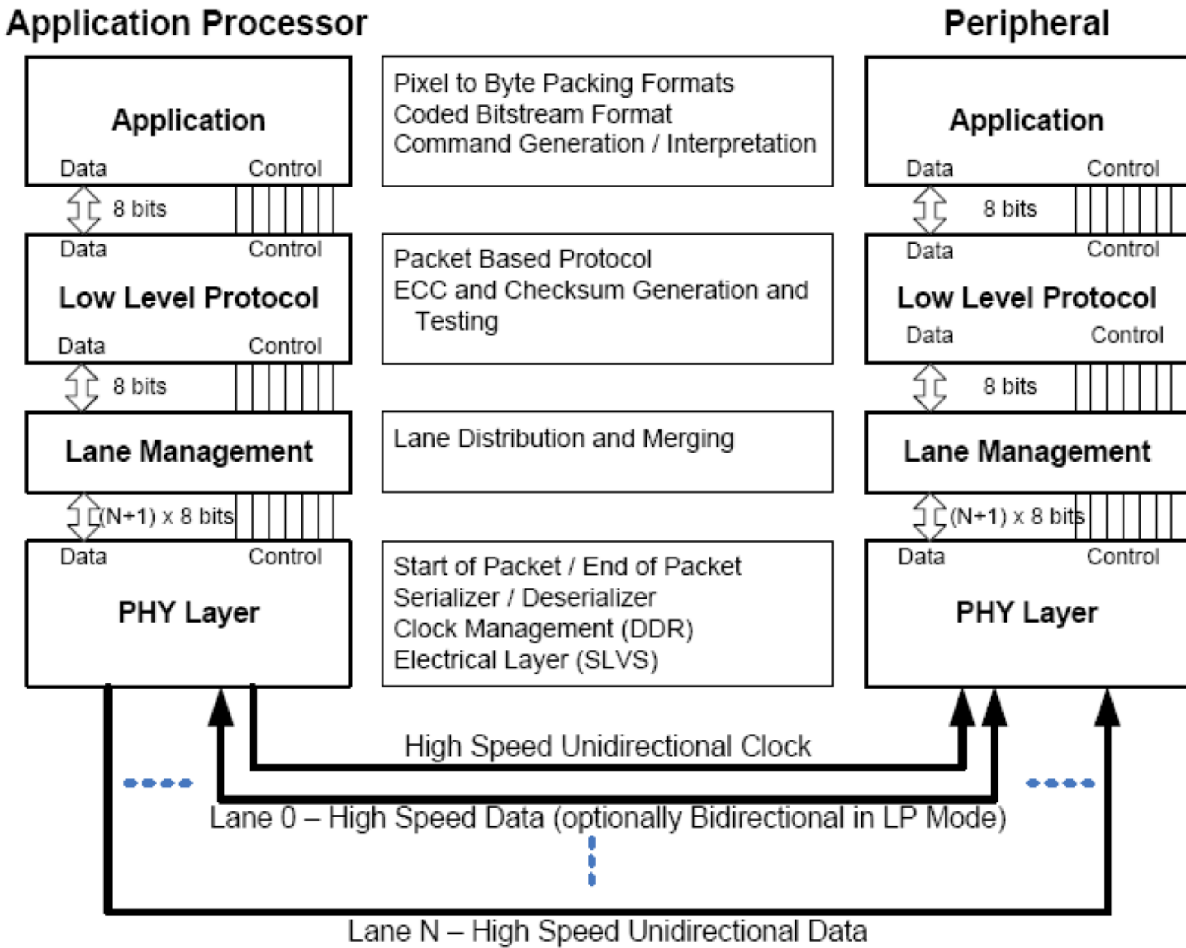 Application Processor
Peripheral
Application
Data Control
8 bits
Data Control
Low Level Protocol
Data Control
8 bits
Lane Management
(N+1) x 8 bits
Data Control
PHY Layer
Pixel to Byte Packing Formats
Coded Bitstream Format
Command Generation / Interpretation
Packet Based Protocol
ECC and Checksum Generation and
Testing
Lane Distribution and Merging
Start of Packet / End of Packet
Serializer / Deserializer
Clock Management (DDR)
Electrical Layer (SLVS)
Application
Data Control
8 bits
Data Control
Low Level Protocol
Data Control
8 bits
Lane Management
(N+1) x 8 bits
Data Control
PHY Layer
High Speed Unidirectional Clock
Lane 0 – High Speed Data (optionally Bidirectional in LP Mode)
Lane N – High Speed Unidirectional Data